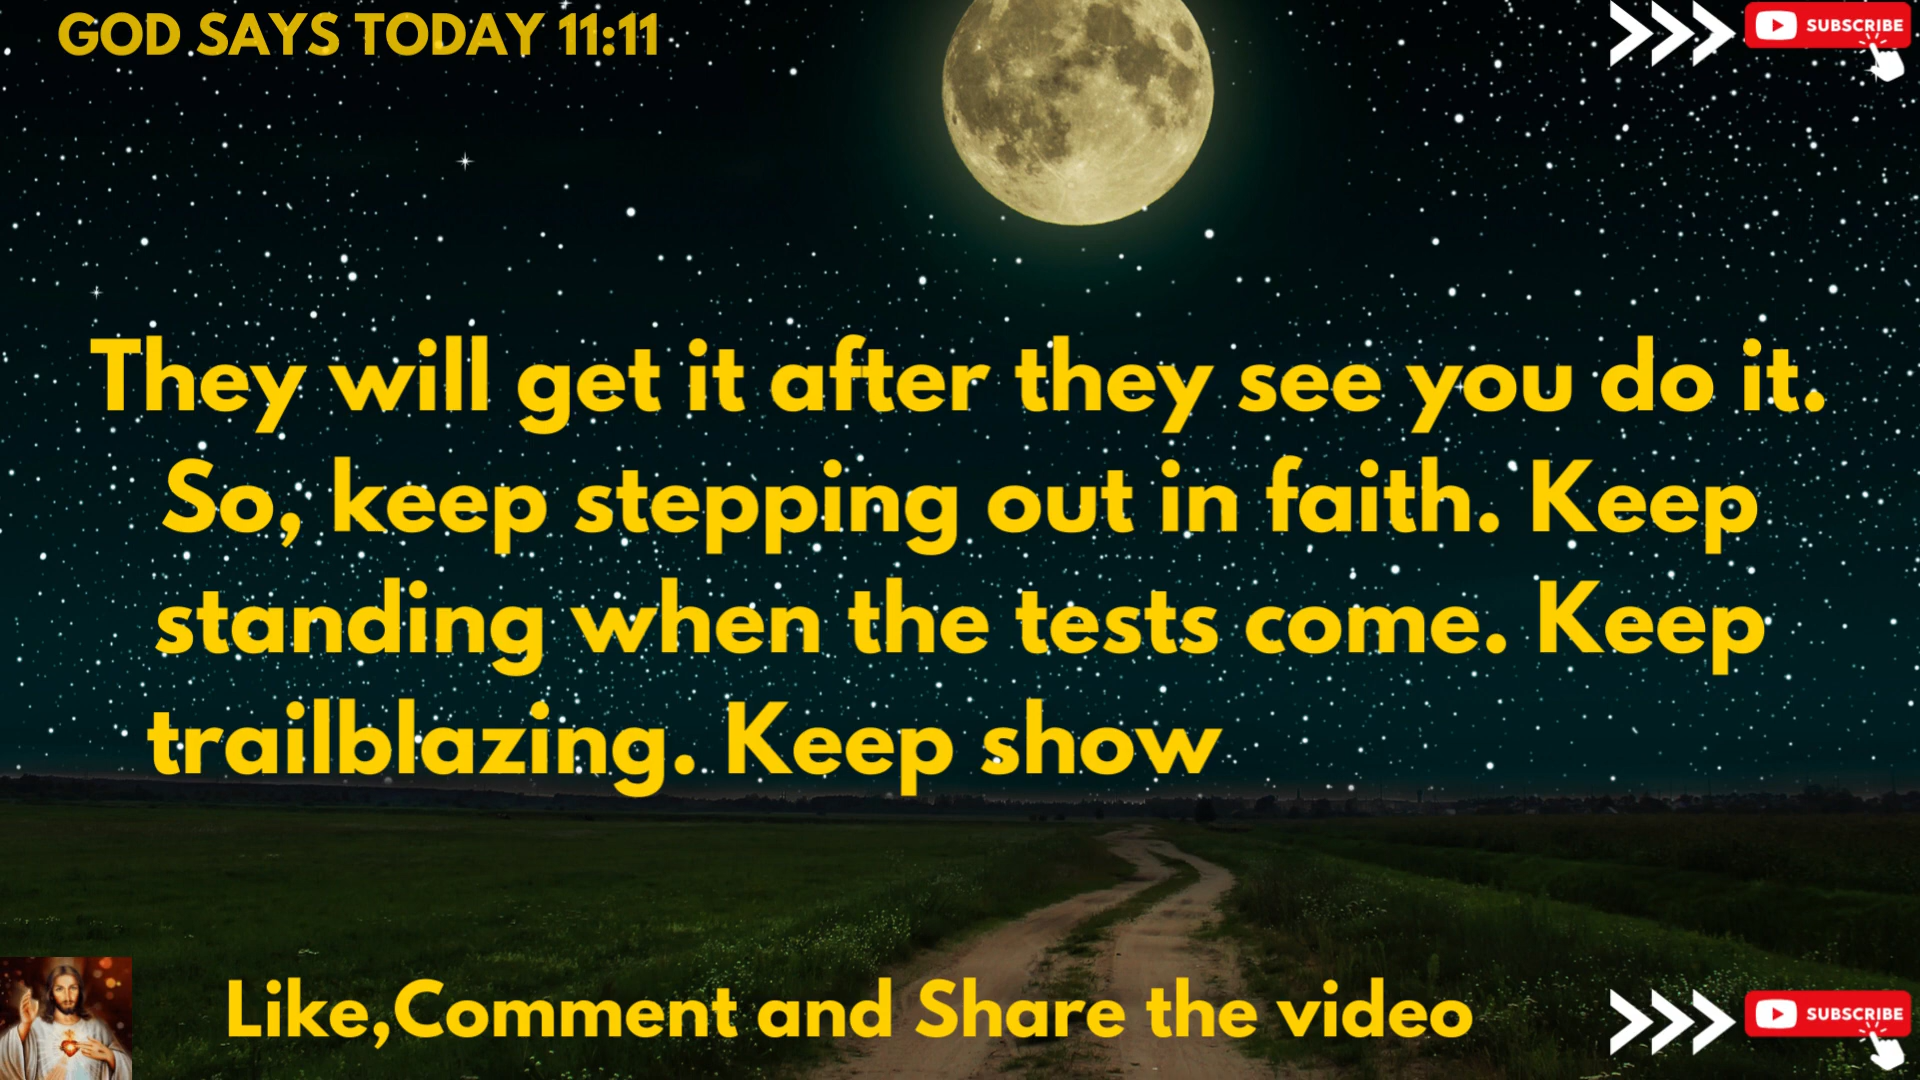 GOD SAYS TODAY 11:11
SUBSCRIBE
They will get it after they see you do it.
So, keep stepping out in faith. Keep
standing when the tests come. Keep
trailblazing. Keep show
Like,Comment and Share the video
SUBSCRIBE